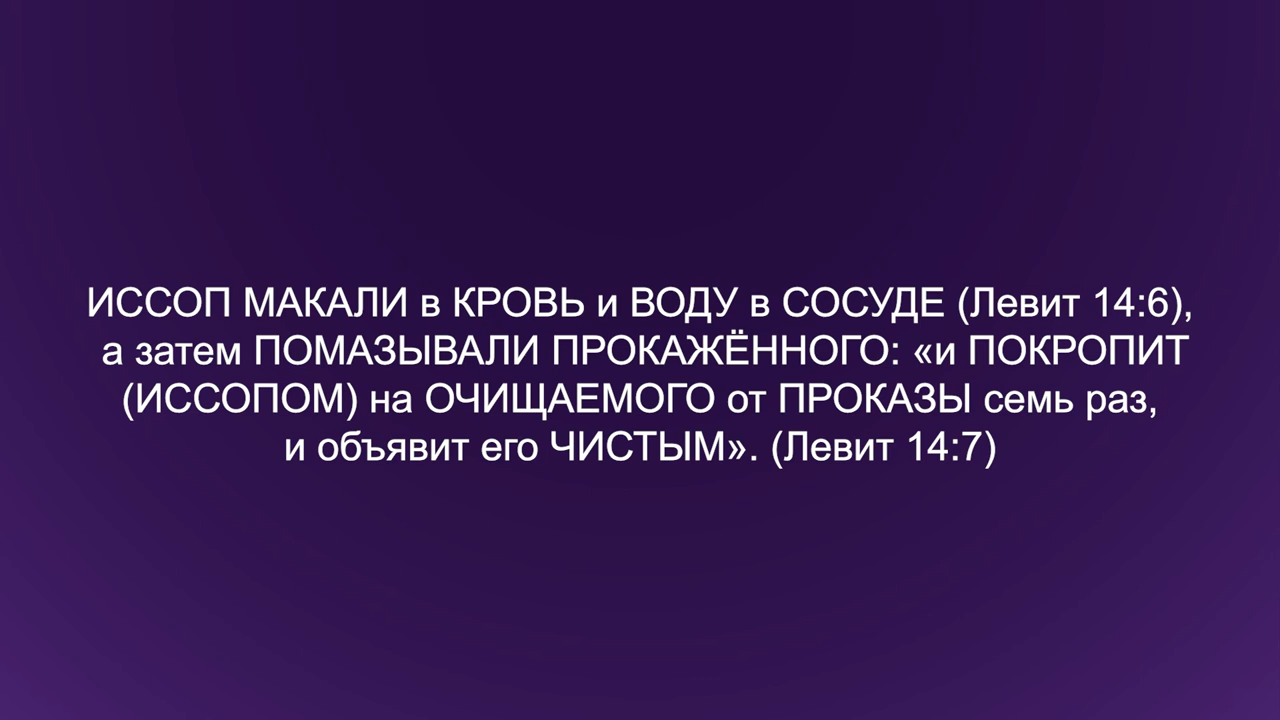 ИССОП МАКАЛИ в КРОВЬ и ВОДУ в СОСУДЕ (Левит 14:6),
а затем ПОМАЗЫВАЛИ ПРОКАЖЁННОГО: «и ПОКРОПИТ
(ИССОПОМ) на ОЧИЩАЕМОГО от ПРОКАЗЫ семь раз,
и объявит его ЧИСТЫМ». (Левит 14:7)